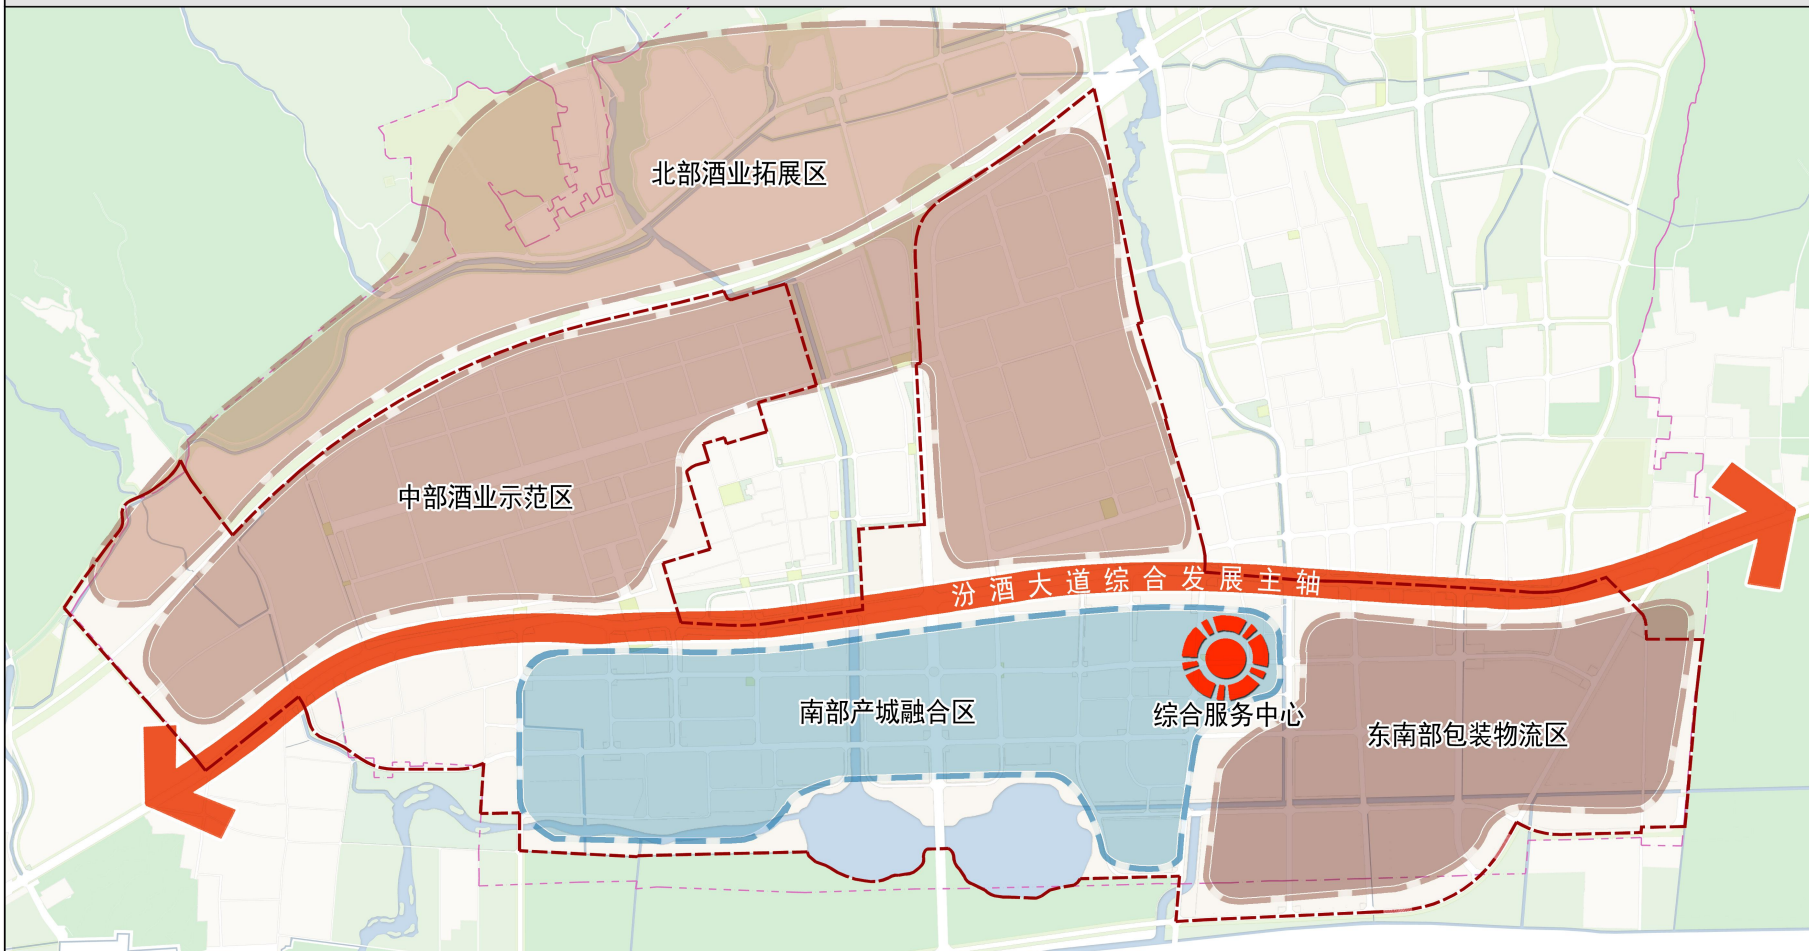 北部酒业拓展区
中部酒业示范区
汾酒大道综合发展主轴
南部产城融合区
综合服务中心
东南部包装物流区